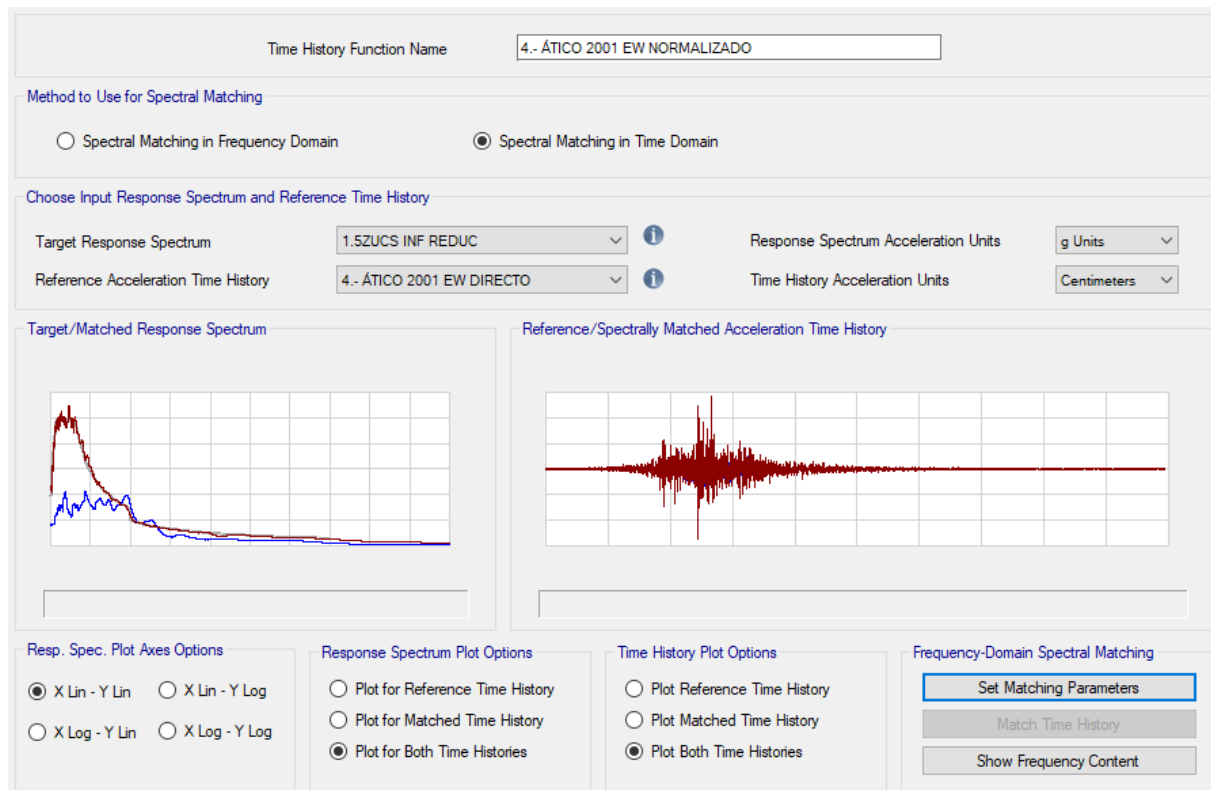 Time History Function Name 4.- ÁTICO 2001 EW NORMALIZADO
Method to Use for Spectral Matching
Spectral Matching in Frequency Domain Spectral Matching in Time Domain
Choose Input Response Spectrum and Reference Time History
Target Response Spectrum 1.5ZUCS INF REDUC Response Spectrum Acceleration Units g Units
Reference Acceleration Time History 4.- ÁTICO 2001 EW DIRECTO Time History Acceleration Units Centimeters
Target/Matched Response Spectrum Reference/Spectrally Matched Acceleration Time History
Resp. Spec. Plot Axes Options Response Spectrum Plot Options Time History Plot Options Frequency-Domain Spectral Matching
X Lin - Y Lin X Lin - Y Log Plot for Reference Time History Plot Reference Time History Set Matching Parameters
X Log - Y Lin X Log - Y Log Plot for Matched Time History Plot Matched Time History Match Time History
Plot for Both Time Histories Plot Both Time Histories Show Frequency Content